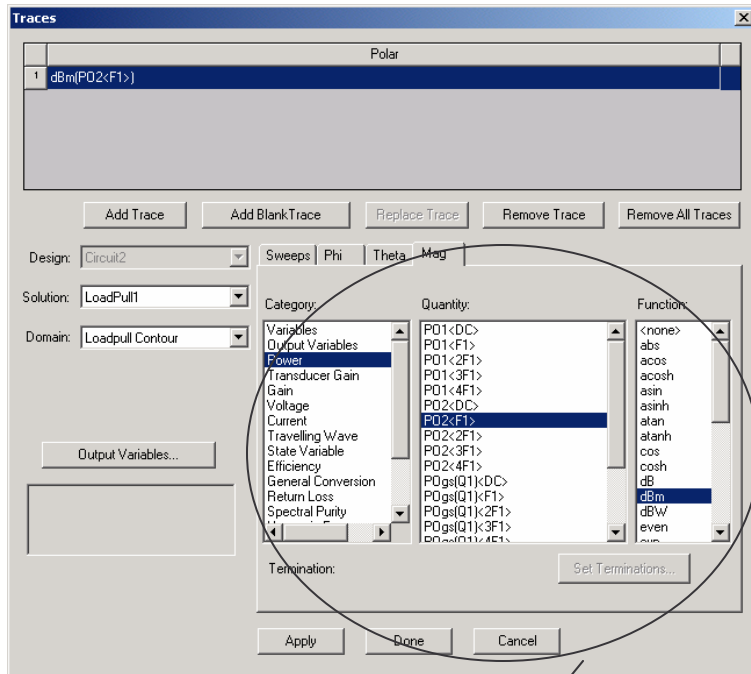 Traces
Polar
1 dBm(PO2<F1>)
Add Trace Add BlankTrace Replace Trace Remove Trace Remove All Traces
Design: Circuit2
Solution: LoadPull1
Domain: Loadpull Contour
Output Variables...
Sweeps Phi Theta Mag
Category:
Variables
Output Variables
Power
Transducer Gain
Gain
Voltage
Current
Travelling Wave
State Variable
Efficiency
General Conversion
Return Loss
Spectral Purity
Quantity:
PO1<DC>
PO1<F1>
PO1<2F1>
PO1<3F1>
PO1<4F1>
PO2<DC>
PO2<F1>
PO2<2F1>
PO2<3F1>
PO2<4F1>
POgs(Q1)<DC>
POgs(Q1)<F1>
POgs(Q1)<2F1>
POgs(Q1)<3F1>
POgs(Q1)<4F1>
Function:
<none>
abs
acos
acosh
asin
asinh
atan
atanh
cos
cosh
dB
dBm
dBW
even
Termination: Set Terminations...
Apply Done Cancel